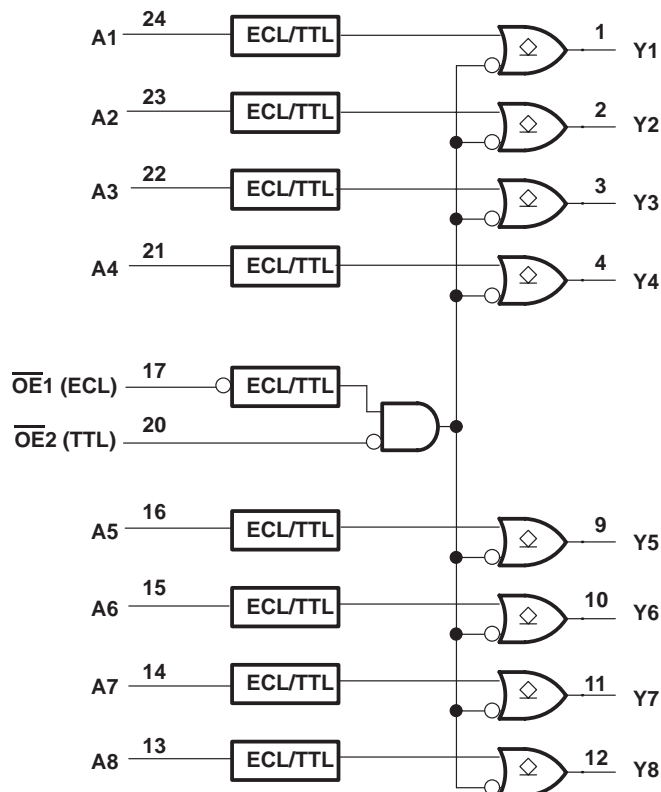 A1 24 ECL/TTL 1 Y1
A2 23 ECL/TTL 2 Y2
A3 22 ECL/TTL 3 Y3
A4 21 ECL/TTL 4 Y4
O̅E̅1 (ECL) 17 ECL/TTL
O̅E̅2 (TTL) 20
A5 16 ECL/TTL 9 Y5
A6 15 ECL/TTL 10 Y6
A7 14 ECL/TTL 11 Y7
A8 13 ECL/TTL 12 Y8